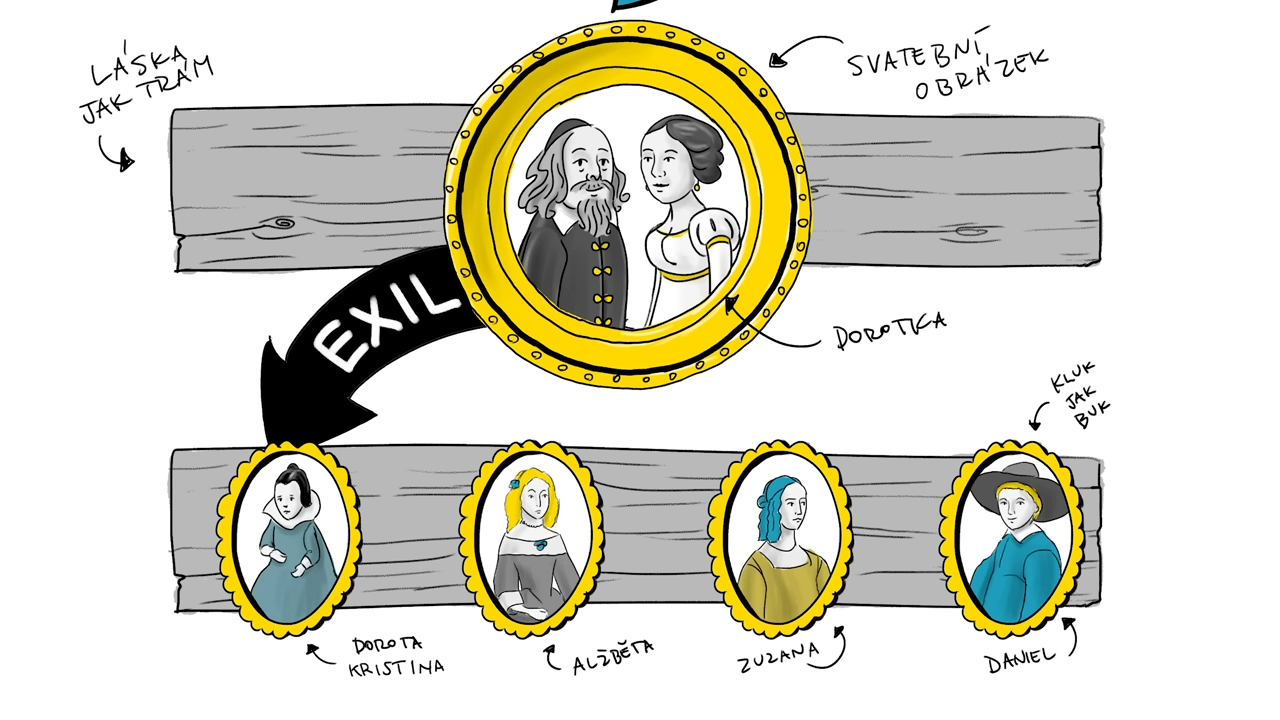 LÁSKA
JAK TRÁM
SVATEBNÍ
OBRÁZEK
EXIL
DOROTKA
KLUK
JAK
BUK
DOROTA
KRISTINA
ALŽBĚTA
ZUZANA
DANIEL